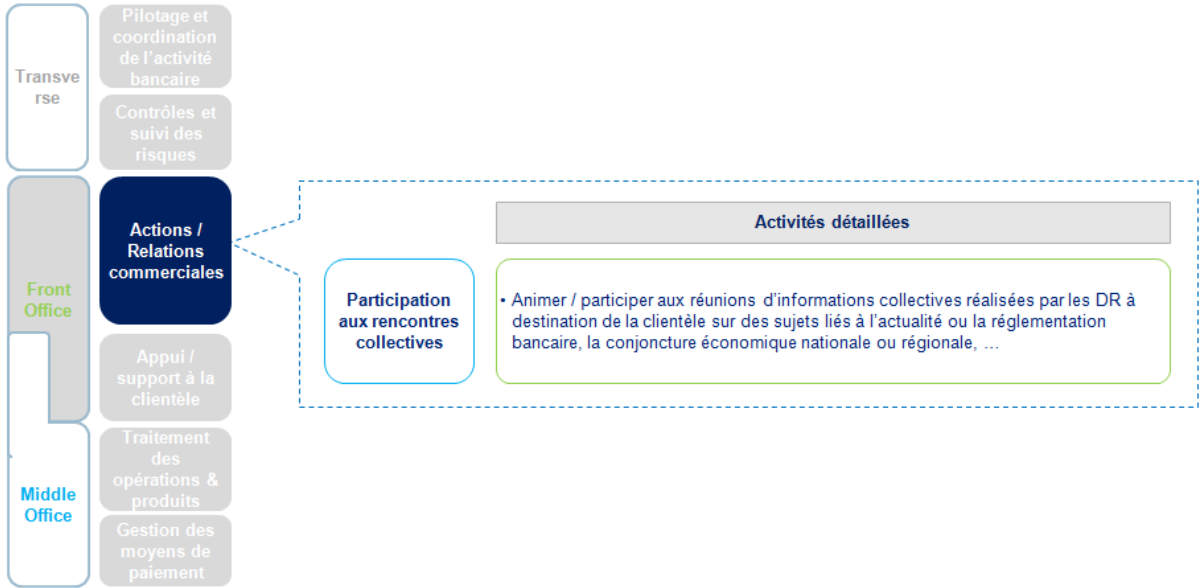 Transve
rse
Pilotage et
coordination
de l’activité
bancaire
Contrôles et
suivi des
risques
Front
Office
Actions /
Relations
commerciales
Appui /
support à la
clientèle
Middle
Office
Traitement
des
opérations &
produits
Gestion des
moyens de
paiement
Activités détaillées
Participation
aux rencontres
collectives
• Animer / participer aux réunions d’informations collectives réalisées par les DR à
destination de la clientèle sur des sujets liés à l’actualité ou la réglementation
bancaire, la conjoncture économique nationale ou régionale, …